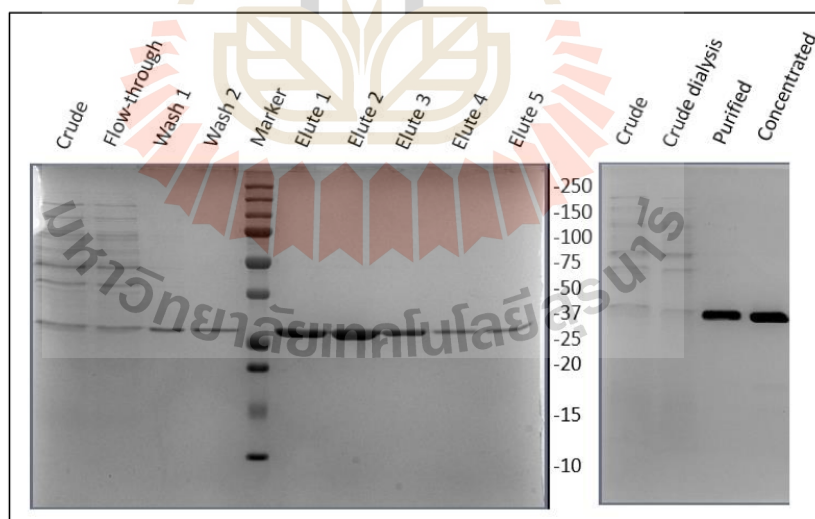 Crude
Flow-through
Wash 1
Wash 2
Marker
Elute 1
Elute 2
Elute 3
Elute 4
Elute 5
Crude
Crude dialysis
Purified
Concentrated
-250
-150
-100
-75
-50
-37
-25
-20
-15
-10
มหาวิทยาลัยเทคโนโลยีสุรนารี